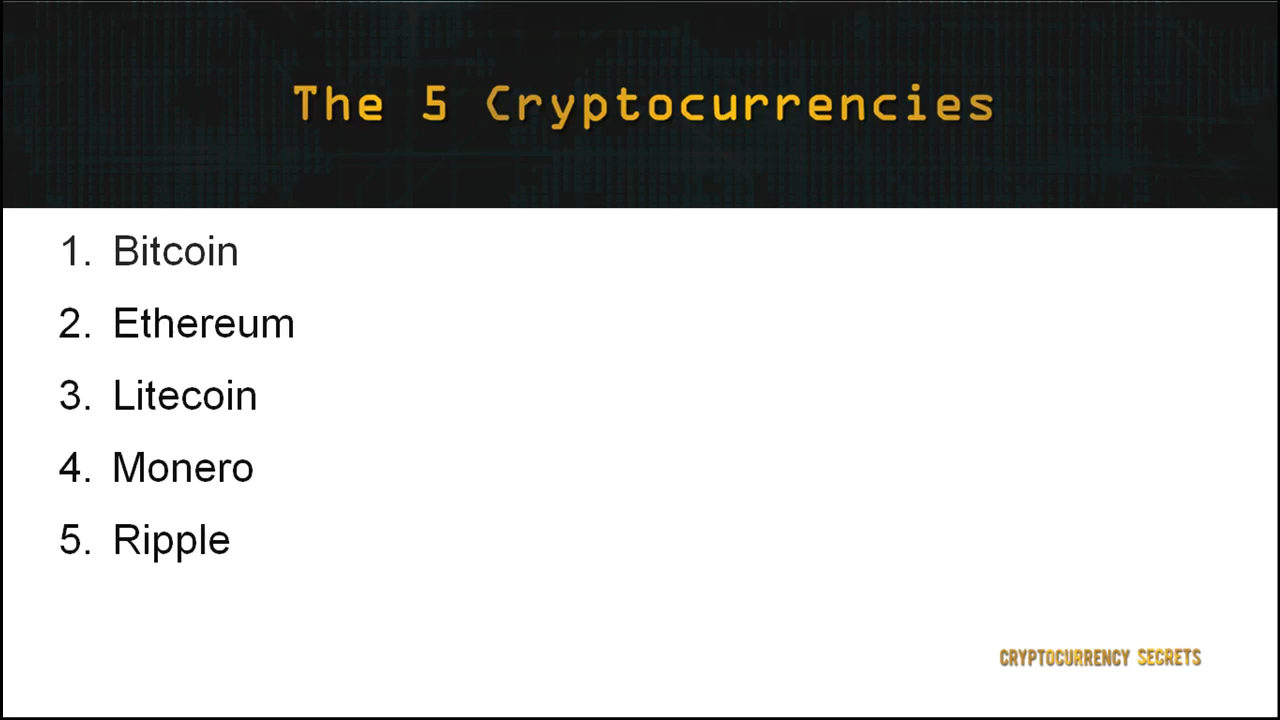 The 5 Cryptocurrencies
1. Bitcoin
2. Ethereum
3. Litecoin
4. Monero
5. Ripple
CRYPTOCURRENCY SECRETS